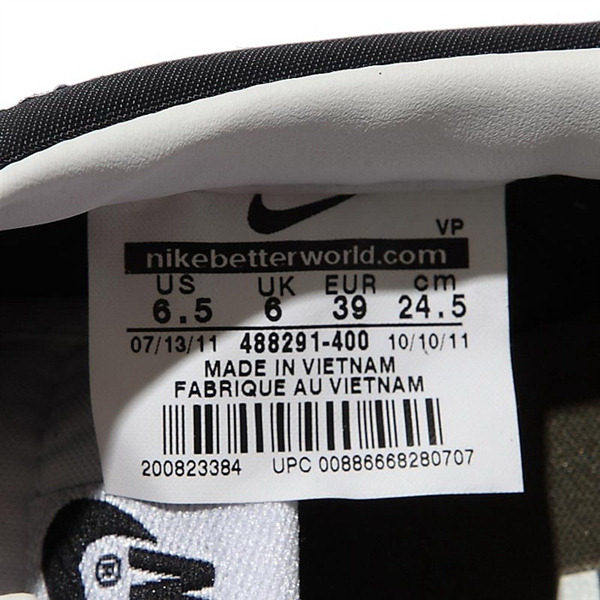 VP
nikebetterworld.com
US UK EUR cm
6.5 6 39 24.5
07/13/11 488291-400 10/10/11
MADE IN VIETNAM
FABRIQUE AU VIETNAM
200823384 UPC 00886668280707
®